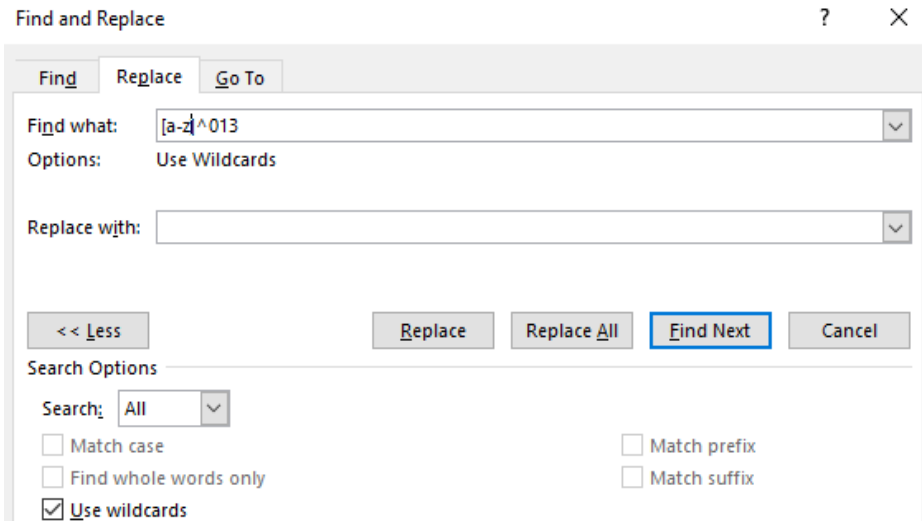 Find and Replace ? ×
Find Replace Go To
Find what: [a-z]^013
Options: Use Wildcards
Replace with:
<< Less Replace Replace All Find Next Cancel
Search Options
Search: All
Match case Match prefix
Find whole words only Match suffix
Use wildcards